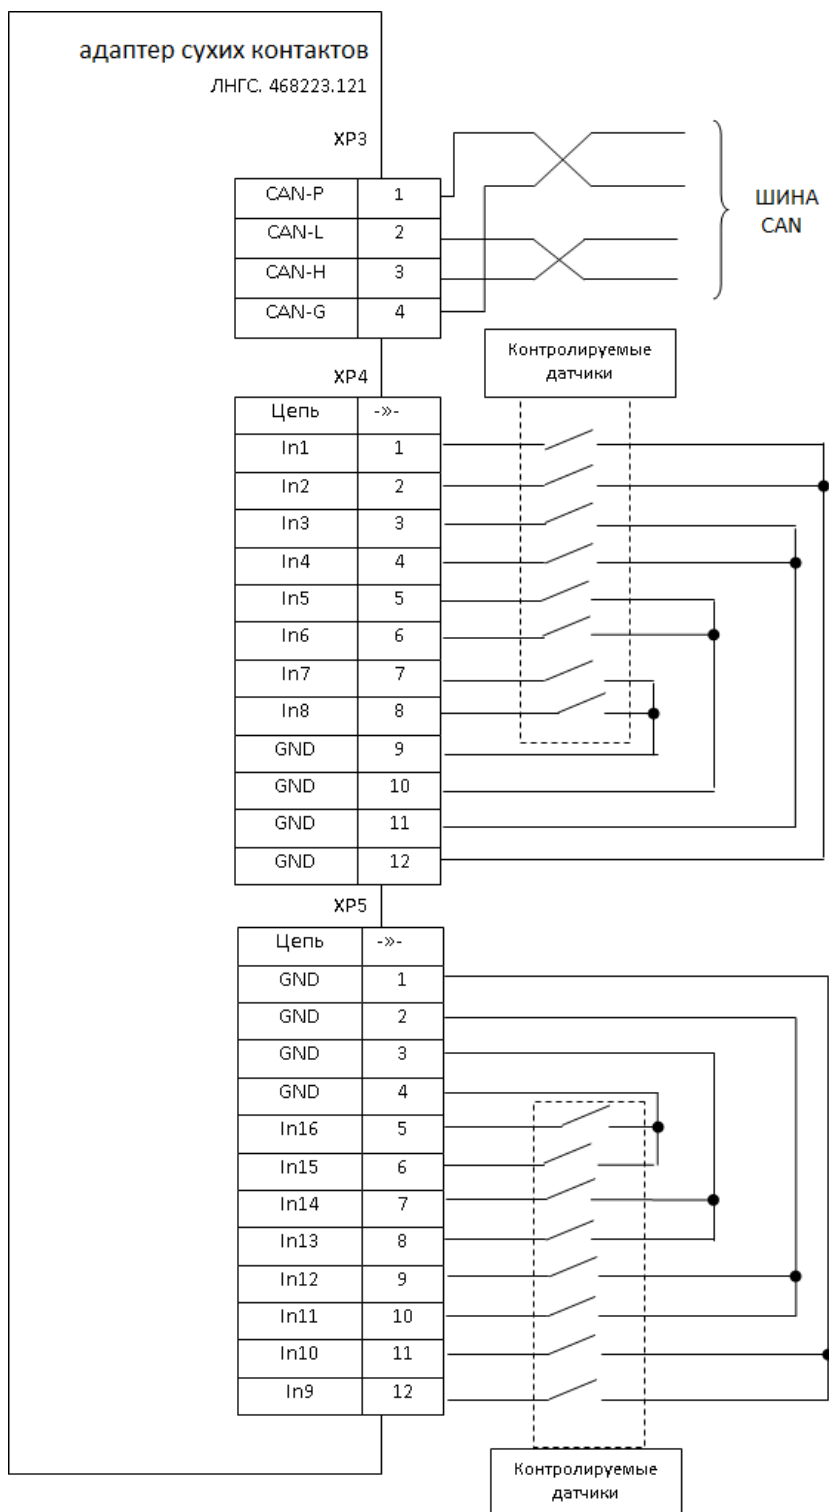 адаптер сухих контактов
ЛНГС. 468223.121
XP3
CAN-P 1
CAN-L 2
CAN-H 3
CAN-G 4
ШИНА
CAN
Контролируемые
датчики
XP4
Цепь -»-
In1 1
In2 2
In3 3
In4 4
In5 5
In6 6
In7 7
In8 8
GND 9
GND 10
GND 11
GND 12
XP5
Цепь -»-
GND 1
GND 2
GND 3
GND 4
In16 5
In15 6
In14 7
In13 8
In12 9
In11 10
In10 11
In9 12
Контролируемые
датчики